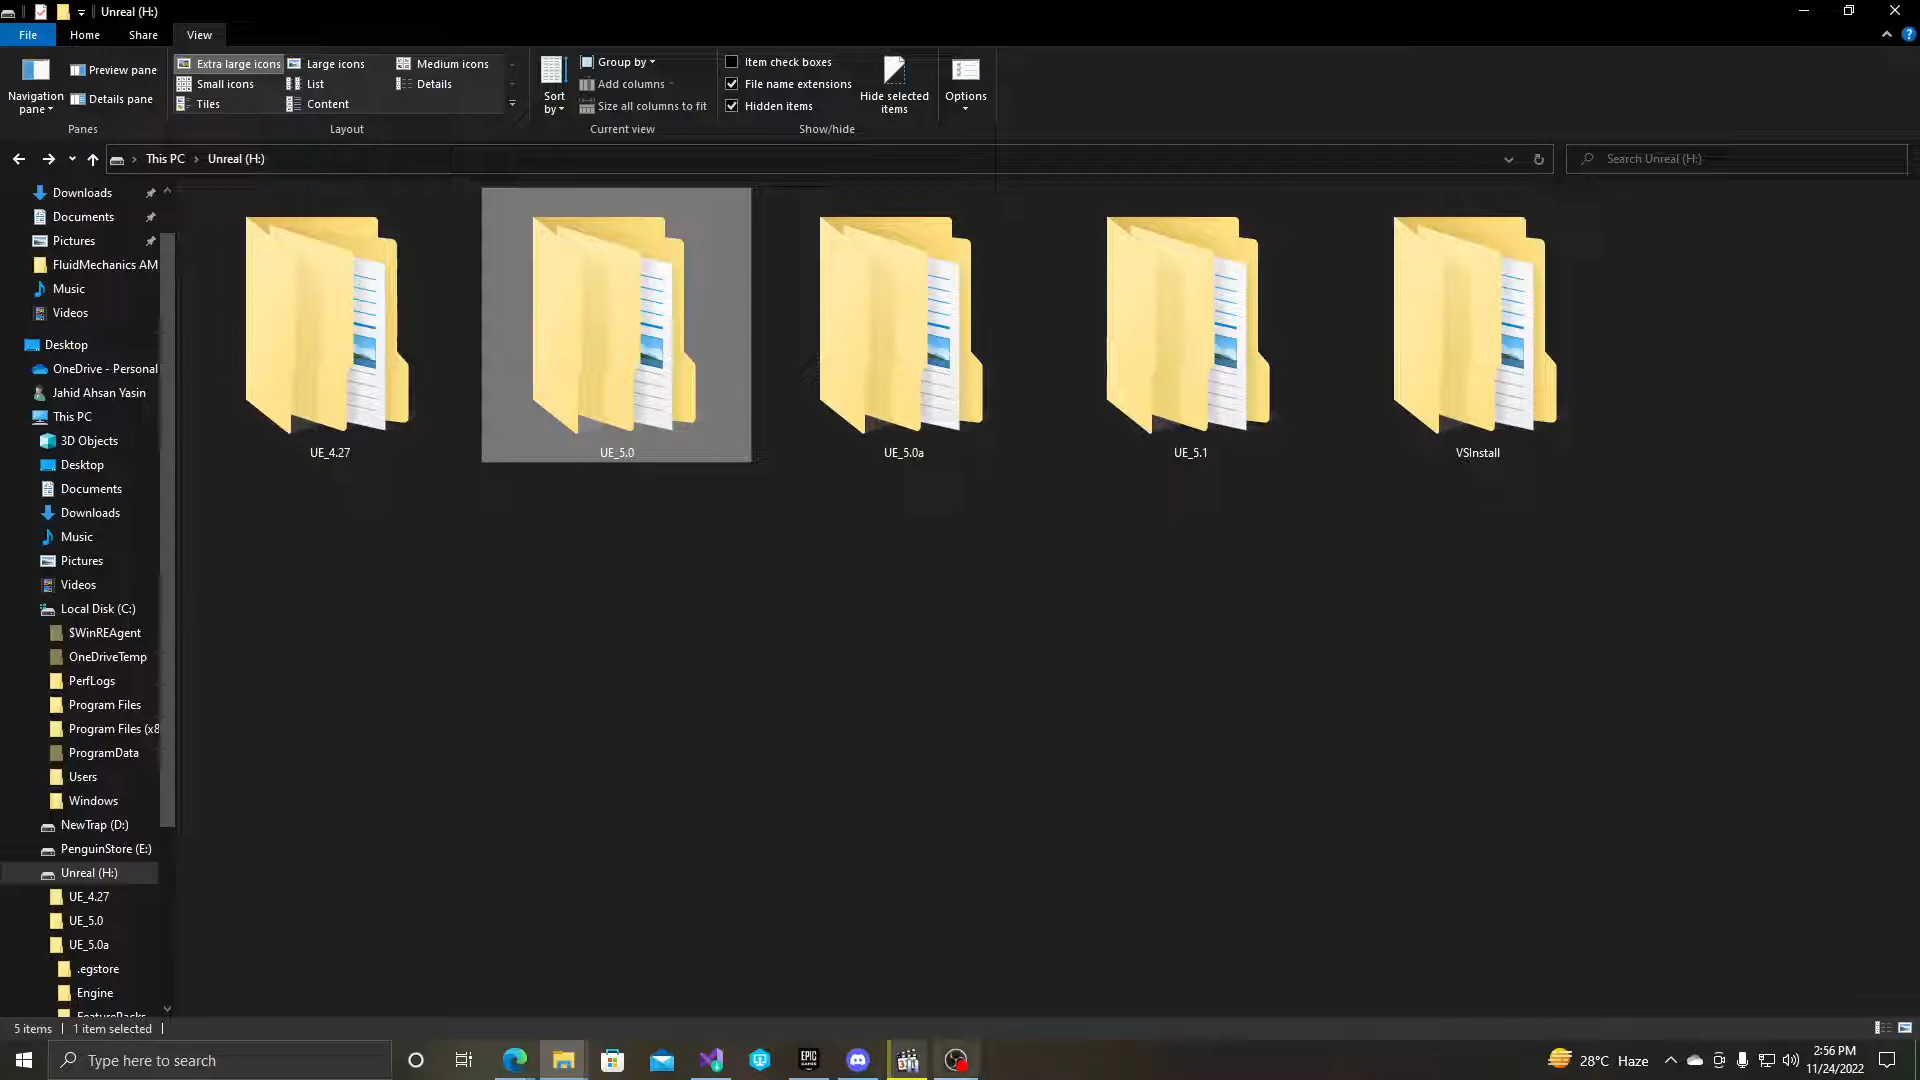 Unreal (H:)
File Home Share View
Extra large icons Large icons Medium icons
Small icons List Details
Tiles Content
Navigation pane
Preview pane
Details pane
Sort by
Group by
Add columns
Size all columns to fit
Item check boxes
File name extensions
Hidden items
Hide selected items
Options
Panes Layout Current view Show/hide
This PC Unreal (H:) Search Unreal (H:)
Downloads
Documents
Pictures
FluidMechanics AM
Music
Videos
Desktop
OneDrive - Personal
Jahid Ahsan Yasin
This PC
3D Objects
Desktop
Documents
Downloads
Music
Pictures
Videos
Local Disk (C:)
$WinREAgent
OneDriveTemp
PerfLogs
Program Files
Program Files (x8
ProgramData
Users
Windows
NewTrap (D:)
PenguinStore (E:)
Unreal (H:)
UE_4.27
UE_5.0
UE_5.0a
.egstore
Engine
FeaturePacks
UE_4.27 UE_5.0 UE_5.0a UE_5.1 VSInstall
5 items 1 item selected
Type here to search
EPIC GAMES
28°C Haze
2:56 PM
11/24/2022